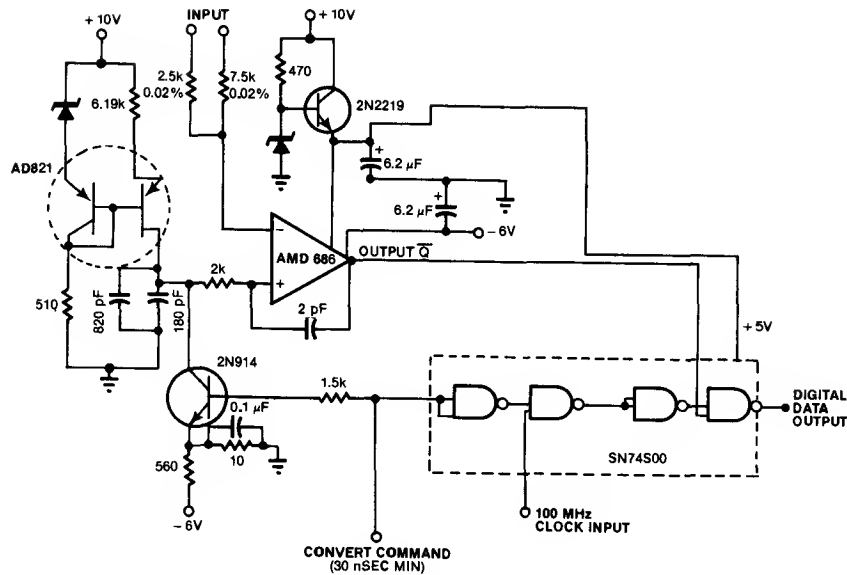 + 10V
INPUT
+ 10V
6.19k
2.5k
0.02%
7.5k
0.02%
470
2N2219
AD821
+
6.2 µF
+
6.2 µF
– 6V
–
AMD 686
+
OUTPUT Q̅
2k
2 pF
510
820 pF
180 pF
+ 5V
2N914
0.1 µF
1.5k
10
560
– 6V
SN74S00
DIGITAL
DATA
OUTPUT
100 MHz
CLOCK INPUT
CONVERT COMMAND
(30 nSEC MIN)